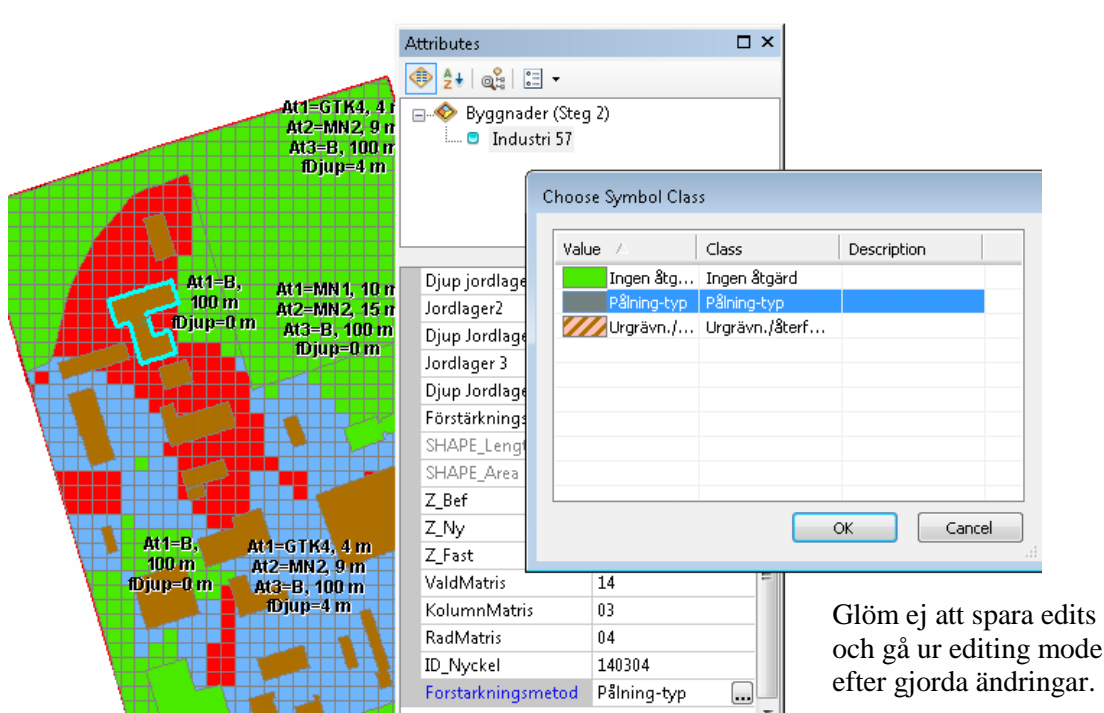 Attributes
Byggnader (Steg 2)
Industri 57
At1=GTK4, 4 m
At2=MN2, 9 m
At3=B, 100 m
fDjup=4 m
At1=B,
100 m
fDjup=0 m
At1=MN1, 10 m
At2=MN2, 15 m
At3=B, 100 m
fDjup=0 m
At1=B,
100 m
fDjup=0 m
At1=GTK4, 4 m
At2=MN2, 9 m
At3=B, 100 m
fDjup=4 m
Choose Symbol Class
Value Class Description
Ingen åtg... Ingen åtgärd
Pålning-typ Pålning-typ
Urgrävn./... Urgrävn./återf...
OK Cancel
Djup jordlage
Jordlager2
Djup Jordlage
Jordlager 3
Djup Jordlage
Förstärknings
SHAPE_Lengt
SHAPE_Area
Z_Bef
Z_Ny
Z_Fast
ValdMatris 14
KolumnMatris 03
RadMatris 04
ID_Nyckel 140304
Forstarkningsmetod Pålning-typ ...
Glöm ej att spara edits
och gå ur editing mode
efter gjorda ändringar.